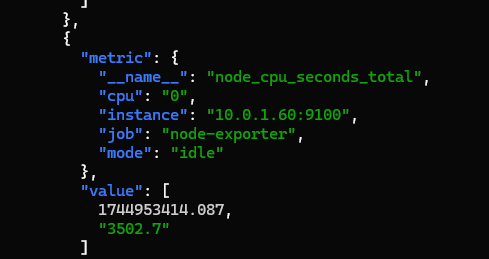 ]
},
{
"metric": {
"__name__": "node_cpu_seconds_total",
"cpu": "0",
"instance": "10.0.1.60:9100",
"job": "node-exporter",
"mode": "idle"
},
"value": [
1744953414.087,
"3502.7"
]